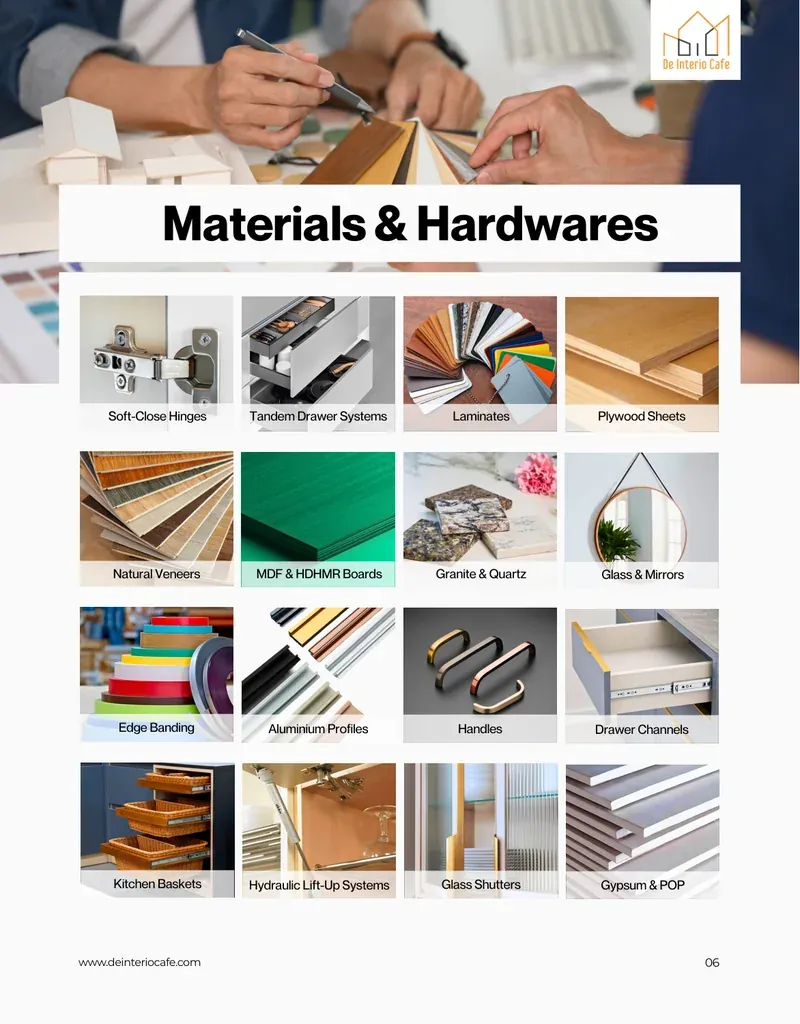 De Interio Cafe
Materials & Hardwares
Soft-Close Hinges
Tandem Drawer Systems
Laminates
Plywood Sheets
Natural Veneers
MDF & HDHMR Boards
Granite & Quartz
Glass & Mirrors
Edge Banding
Aluminium Profiles
Handles
Drawer Channels
Kitchen Baskets
Hydraulic Lift-Up Systems
Glass Shutters
Gypsum & POP
www.deinteriocafe.com
06